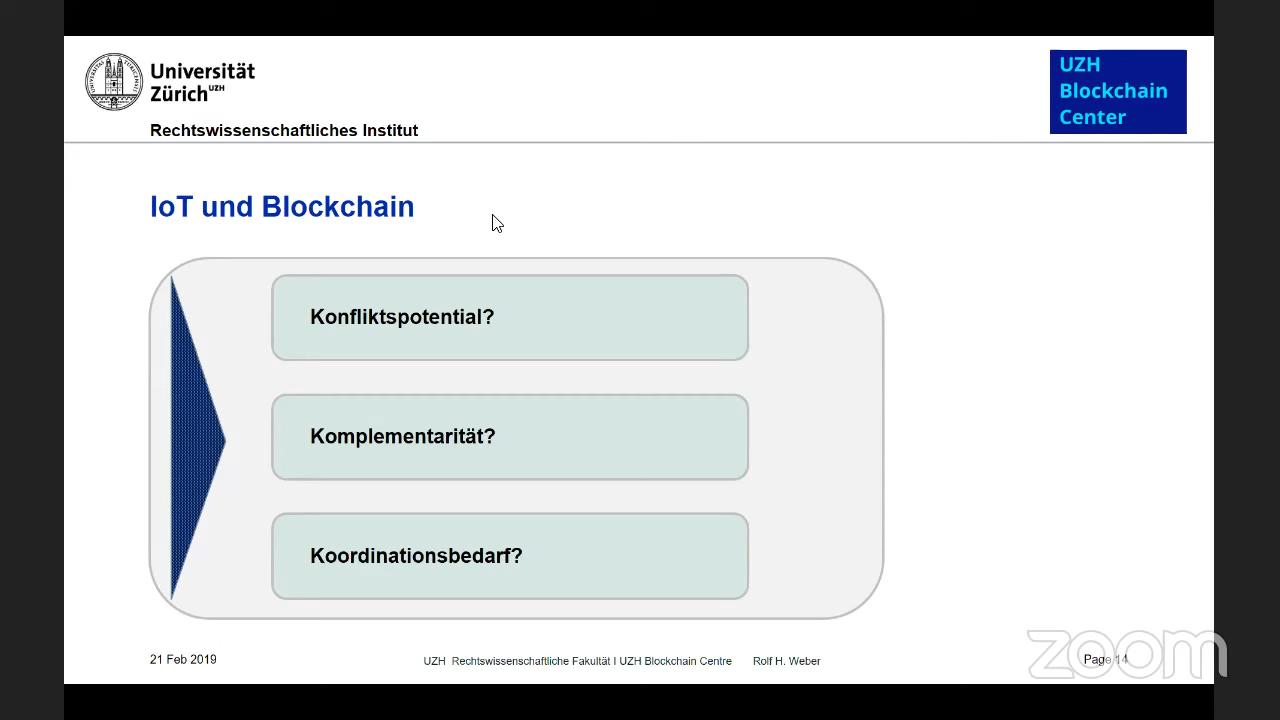 Universität
Zürich UZH
Rechtswissenschaftliches Institut
UZH
Blockchain
Center
IoT und Blockchain
Konfliktspotential?
Komplementarität?
Koordinationsbedarf?
21 Feb 2019
UZH Rechtswissenschaftliche Fakultät I UZH Blockchain Centre Rolf H. Weber
Page 14
zoom